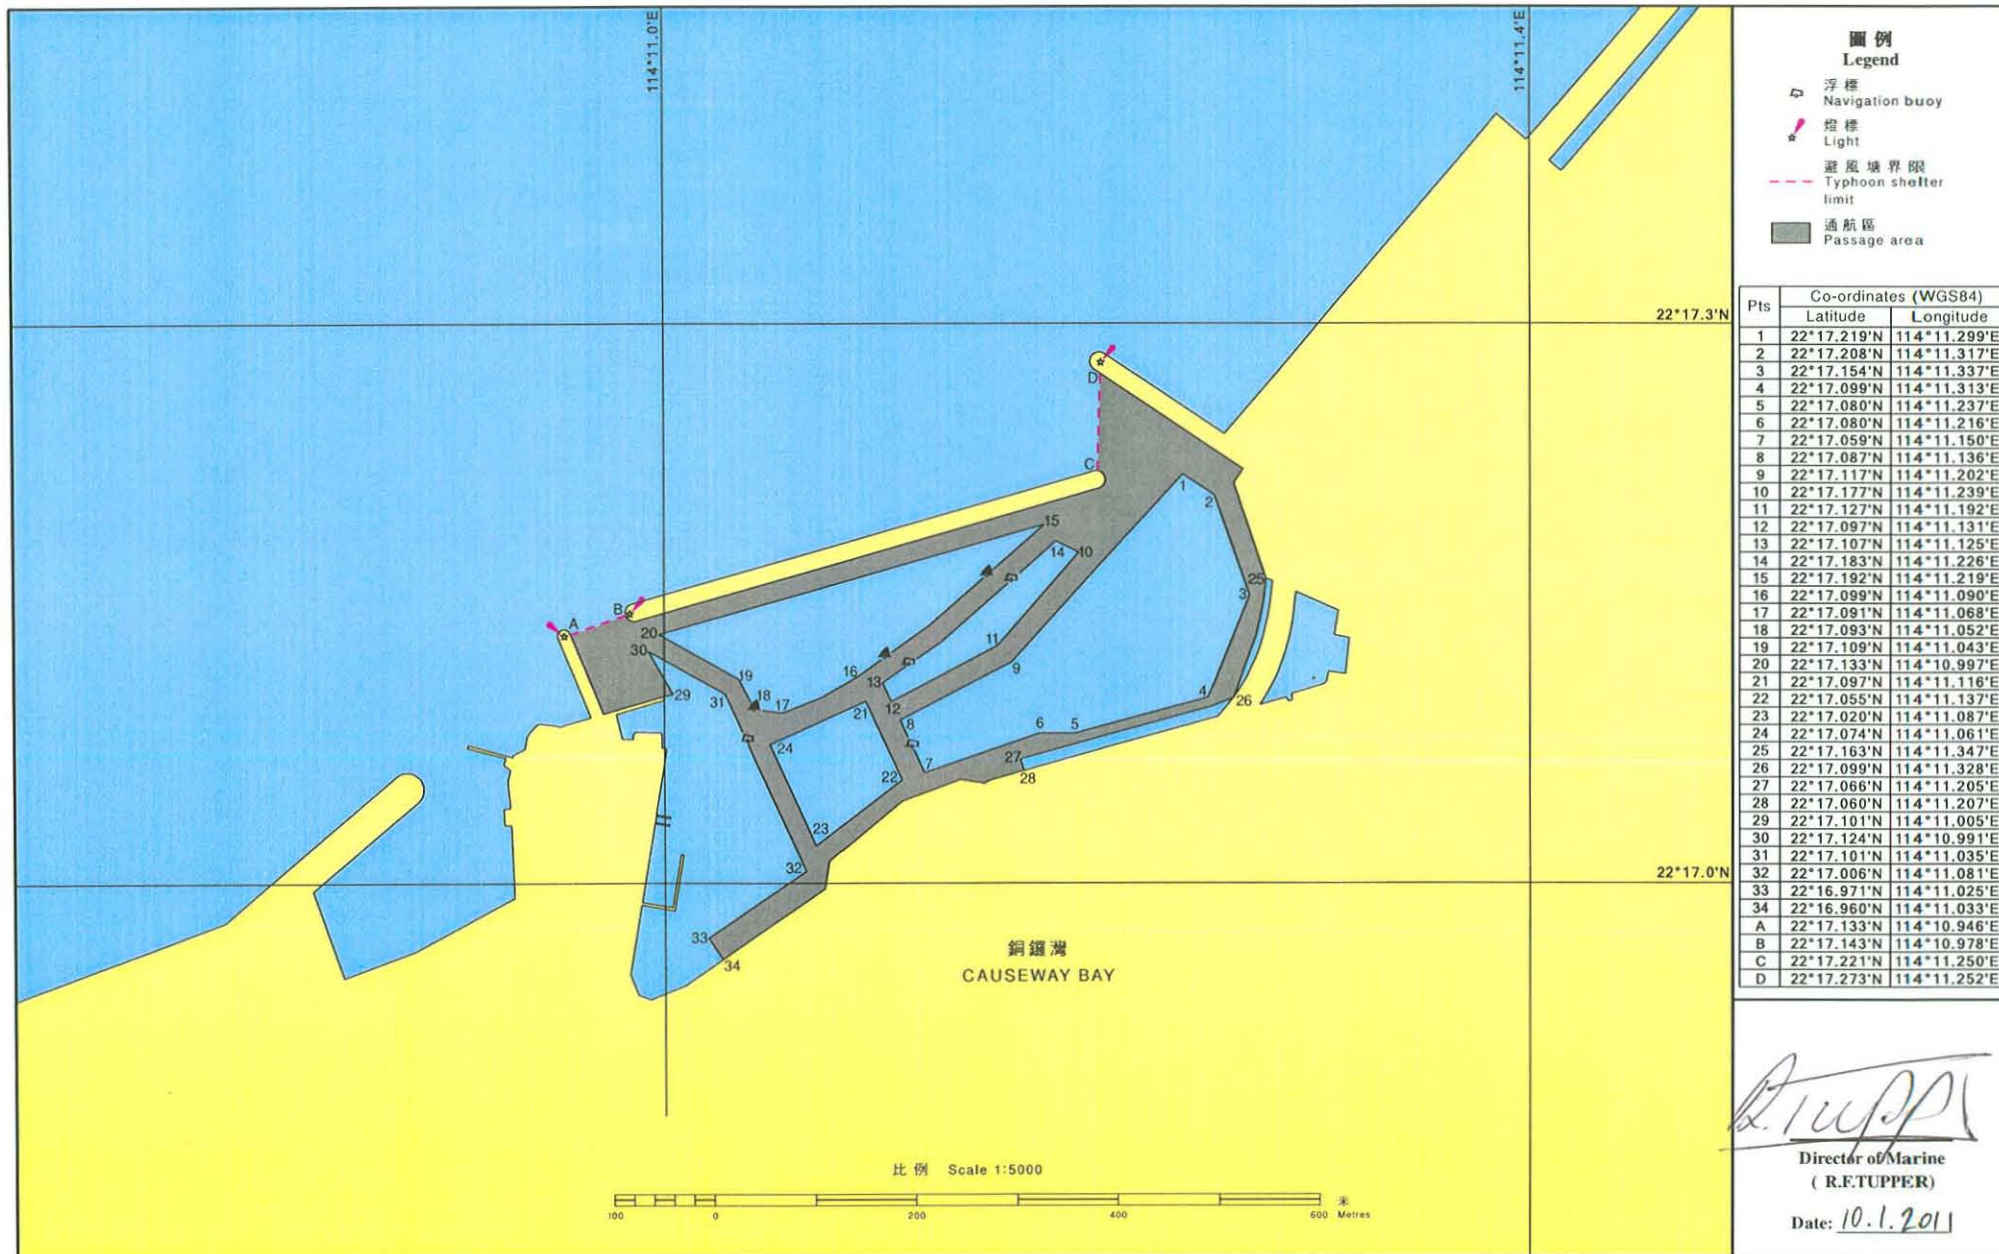 114°11.0'E
114°11.4'E
22°17.3'N
22°17.0'N
D
C
B
A
1
2
15
14
10
25
3
20
30
11
9
19
16
13
29
31
18
17
12
21
4
26
8
6
5
24
27
7
22
28
23
32
33
34
銅鑼灣
CAUSEWAY BAY
比例 Scale 1:5000
100 0 200 400 600
米
Metres
圖例
Legend
浮標
Navigation buoy
燈標
Light
避風塘界限
Typhoon shelter
limit
通航區
Passage area
Pts Co-ordinates (WGS84)
Latitude Longitude
1 22°17.219'N 114°11.299'E
2 22°17.208'N 114°11.317'E
3 22°17.154'N 114°11.337'E
4 22°17.099'N 114°11.313'E
5 22°17.080'N 114°11.237'E
6 22°17.080'N 114°11.216'E
7 22°17.059'N 114°11.150'E
8 22°17.087'N 114°11.136'E
9 22°17.117'N 114°11.202'E
10 22°17.177'N 114°11.239'E
11 22°17.127'N 114°11.192'E
12 22°17.097'N 114°11.131'E
13 22°17.107'N 114°11.125'E
14 22°17.183'N 114°11.226'E
15 22°17.192'N 114°11.219'E
16 22°17.099'N 114°11.090'E
17 22°17.091'N 114°11.068'E
18 22°17.093'N 114°11.052'E
19 22°17.109'N 114°11.043'E
20 22°17.133'N 114°10.997'E
21 22°17.097'N 114°11.116'E
22 22°17.055'N 114°11.137'E
23 22°17.020'N 114°11.087'E
24 22°17.074'N 114°11.061'E
25 22°17.163'N 114°11.347'E
26 22°17.099'N 114°11.328'E
27 22°17.066'N 114°11.205'E
28 22°17.060'N 114°11.207'E
29 22°17.101'N 114°11.005'E
30 22°17.124'N 114°10.991'E
31 22°17.101'N 114°11.035'E
32 22°17.006'N 114°11.081'E
33 22°16.971'N 114°11.025'E
34 22°16.960'N 114°11.033'E
A 22°17.133'N 114°10.946'E
B 22°17.143'N 114°10.978'E
C 22°17.221'N 114°11.250'E
D 22°17.273'N 114°11.252'E
Director of Marine
( R.F.TUPPER)
Date: 10.1.2011